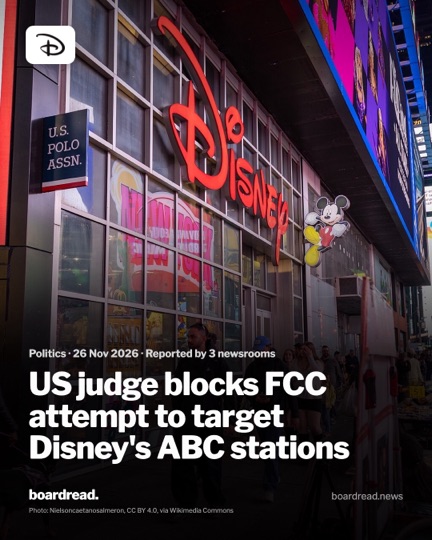 Disney
U.S.
POLO
ASSN.
Politics · 26 Nov 2026 · Reported by 3 newsrooms
US judge blocks FCC
attempt to target
Disney's ABC stations
boardread.
boardread.news
Photo: Nielsoncaetanosalmeron, CC BY 4.0, via Wikimedia Commons